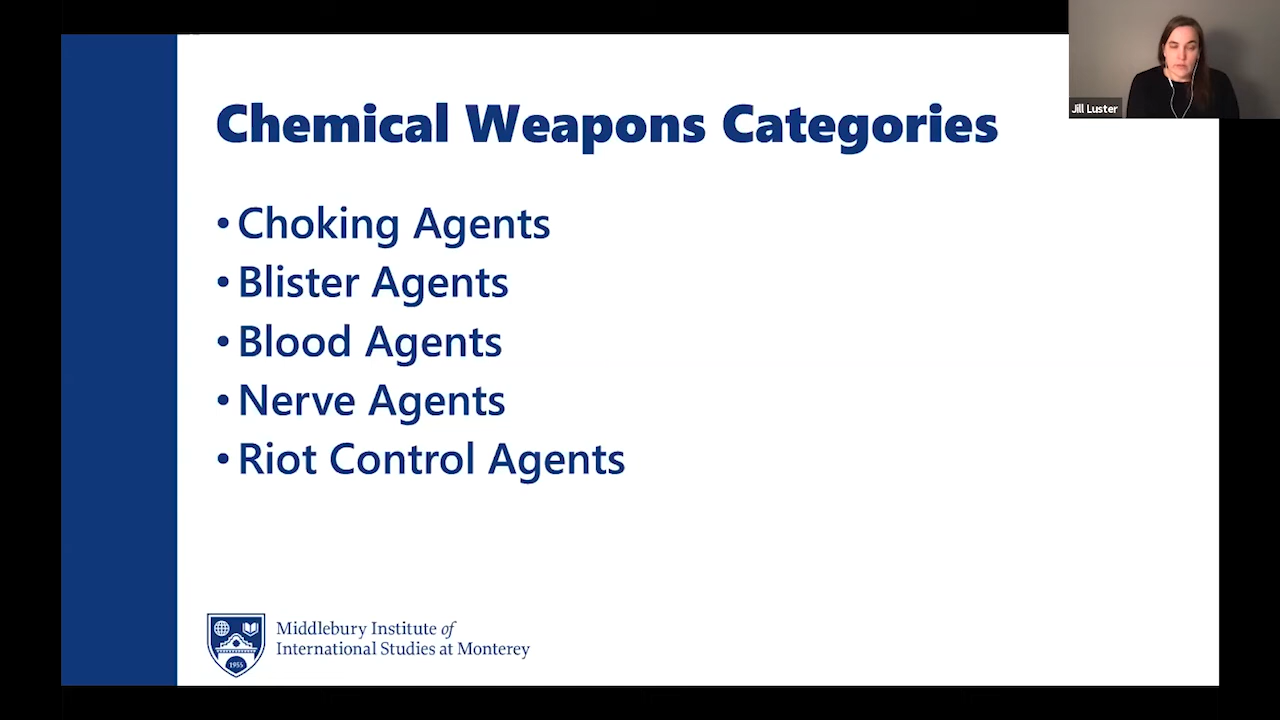 Chemical Weapons Categories
Jill Luster
• Choking Agents
• Blister Agents
• Blood Agents
• Nerve Agents
• Riot Control Agents
1955
Middlebury Institute of
International Studies at Monterey